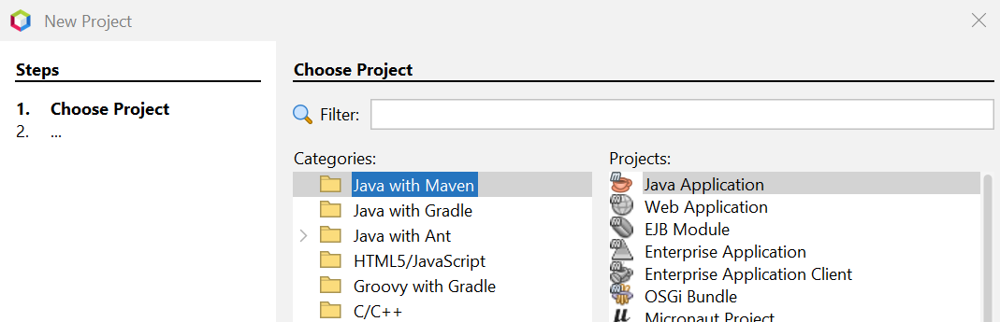 New Project
Steps
1. Choose Project
2. ...
Choose Project
Filter:
Categories:
Java with Maven
Java with Gradle
Java with Ant
HTML5/JavaScript
Groovy with Gradle
C/C++
Projects:
Java Application
Web Application
EJB Module
Enterprise Application
Enterprise Application Client
OSGi Bundle
Micronaut Project